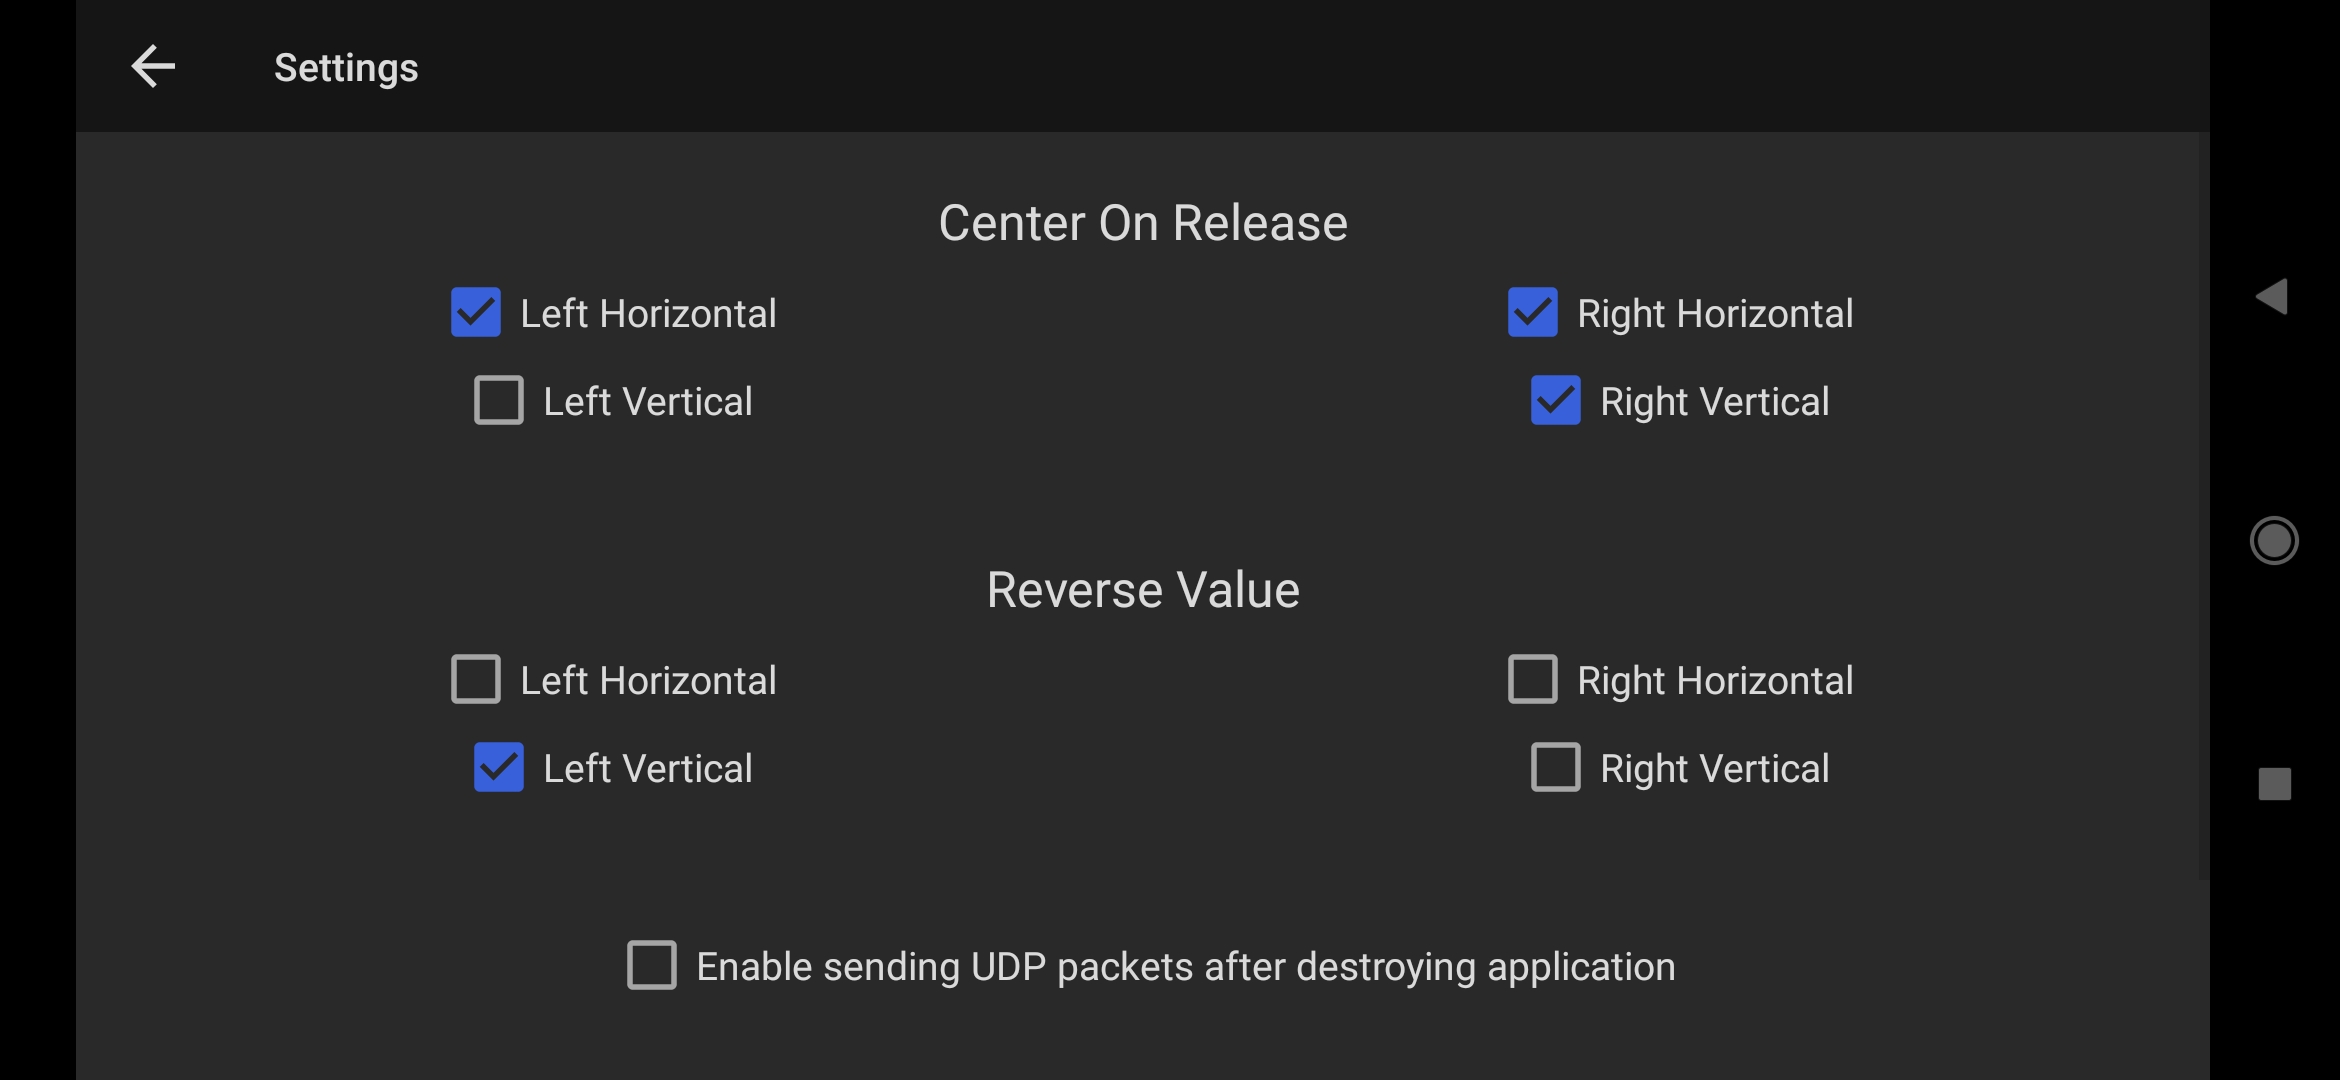 Settings
Center On Release
Left Horizontal
Right Horizontal
Left Vertical
Right Vertical
Reverse Value
Left Horizontal
Right Horizontal
Left Vertical
Right Vertical
Enable sending UDP packets after destroying application